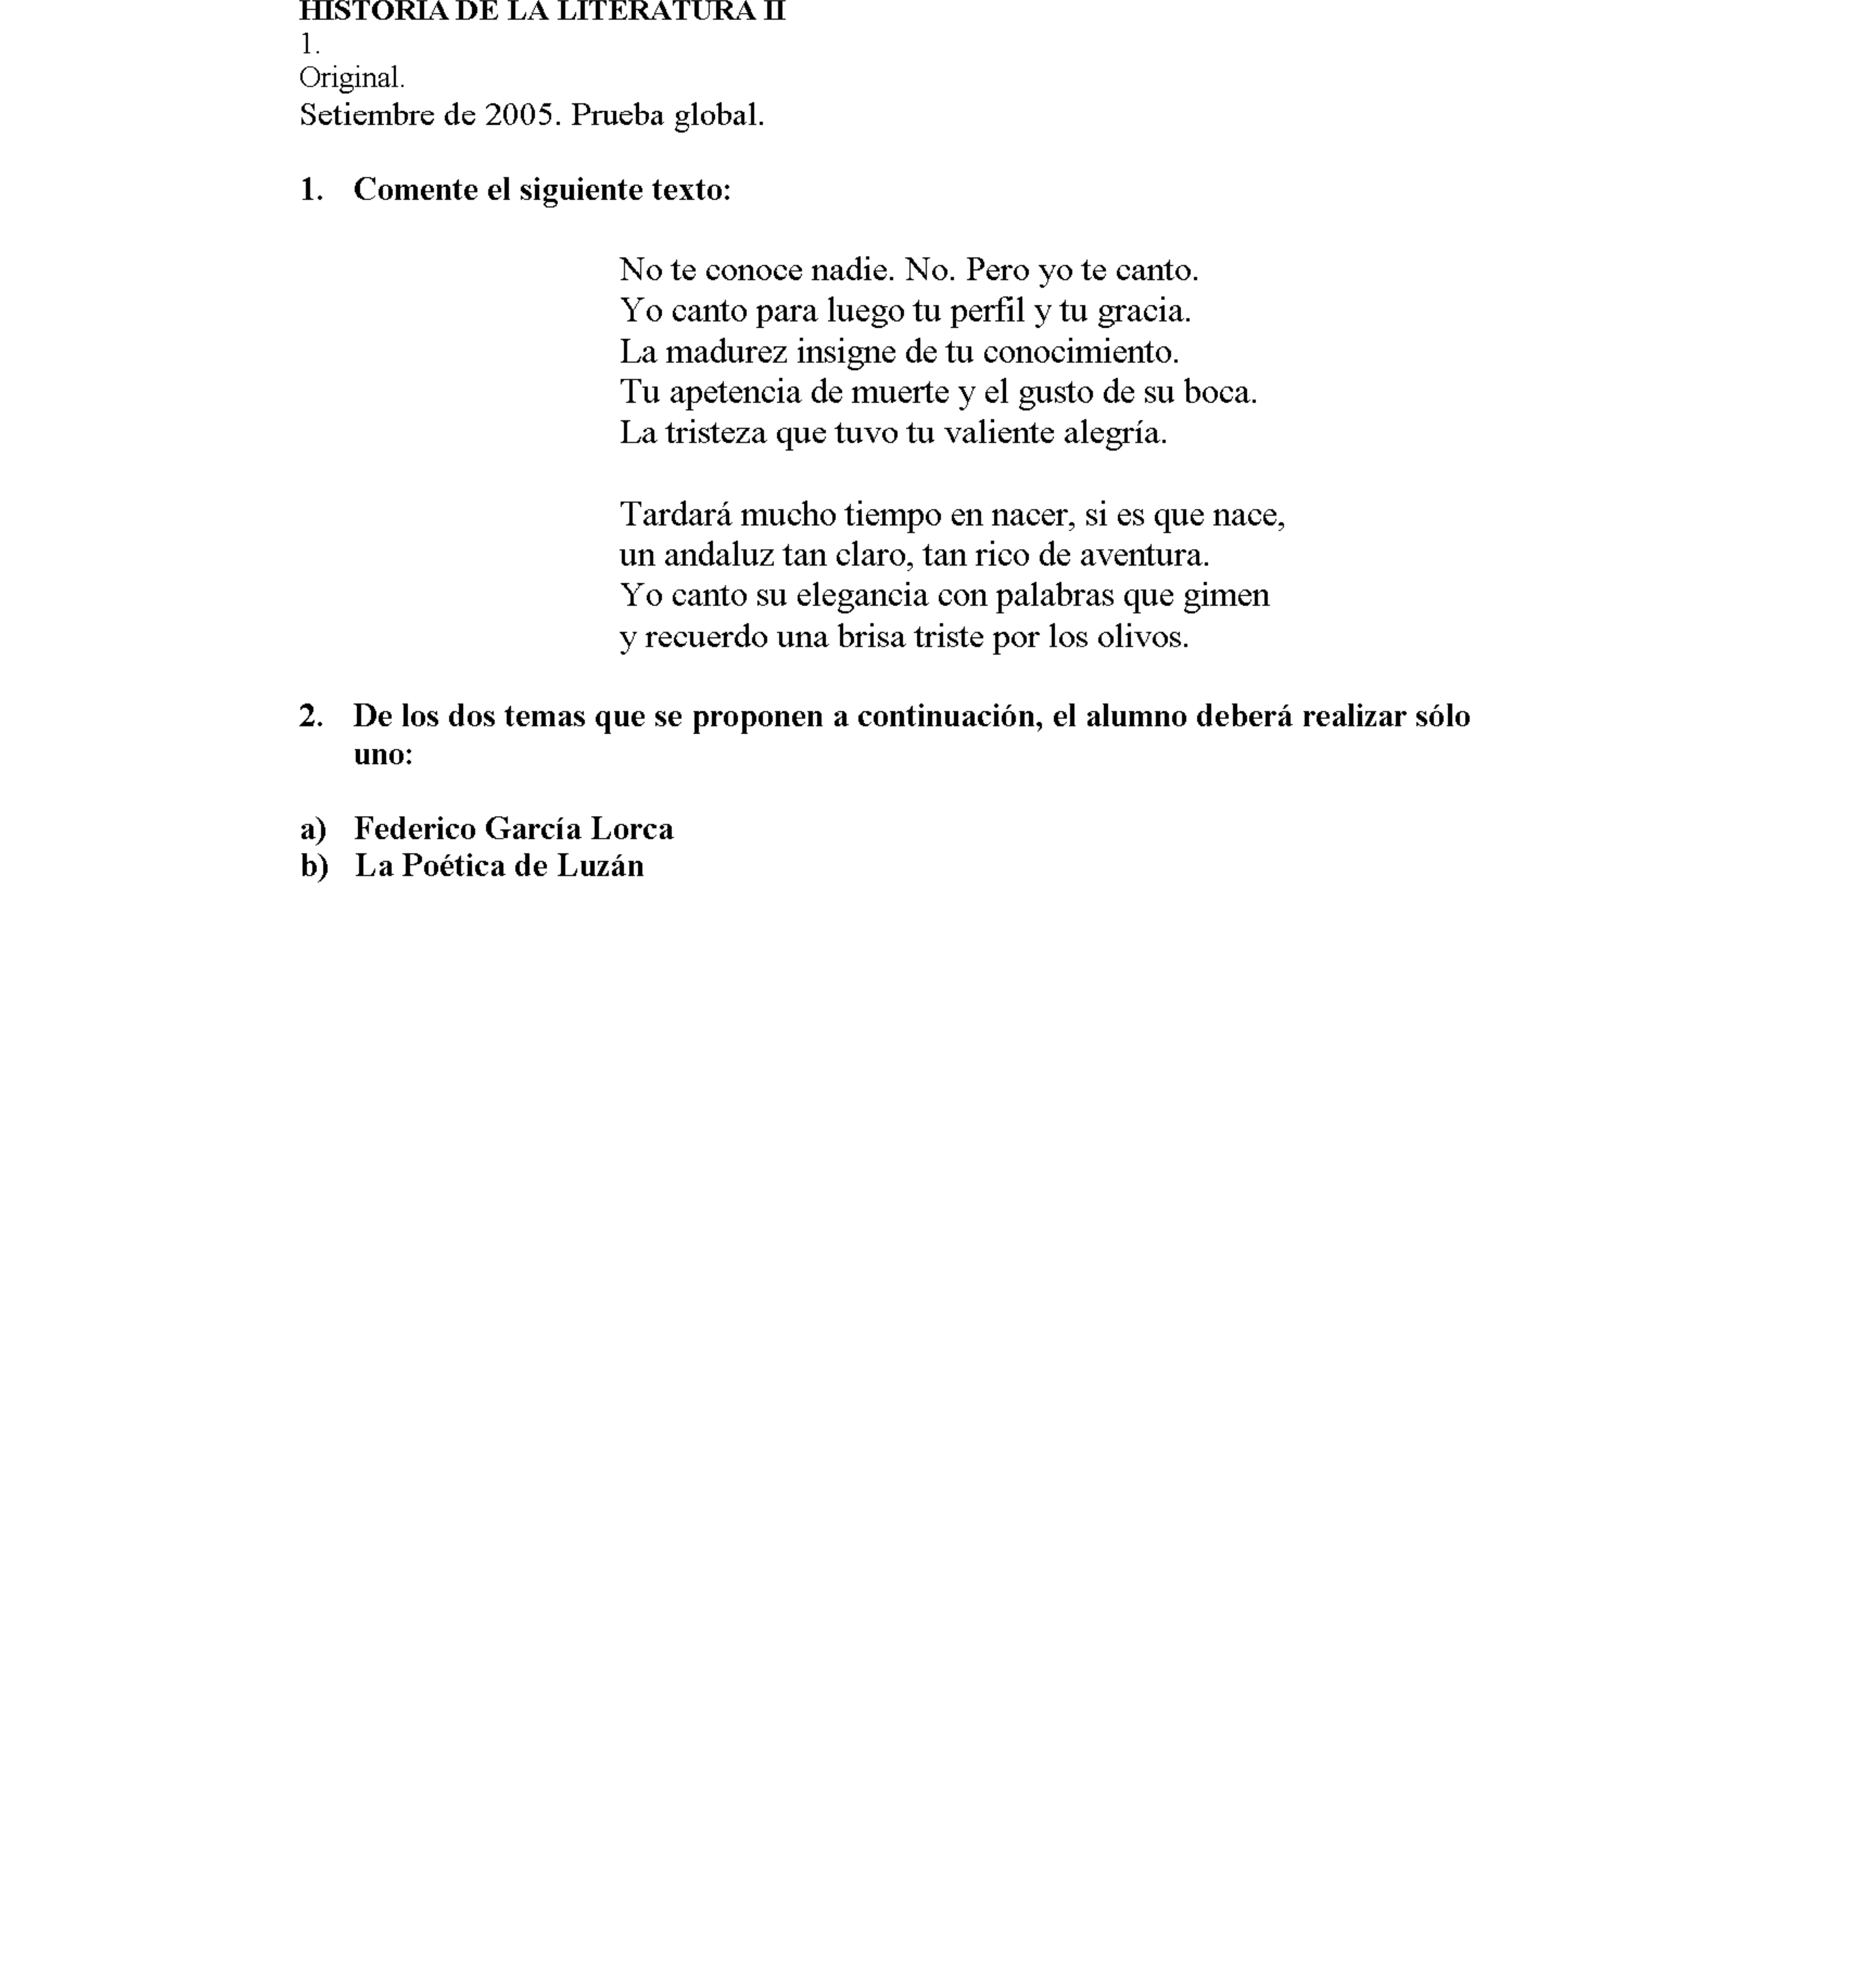 HISTORIA DE LA LITERATURA II
1.
Original.
Setiembre de 2005. Prueba global.
1. Comente el siguiente texto:
No te conoce nadie. No. Pero yo te canto.
Yo canto para luego tu perfil y tu gracia.
La madurez insigne de tu conocimiento.
Tu apetencia de muerte y el gusto de su boca.
La tristeza que tuvo tu valiente alegría.
Tardará mucho tiempo en nacer, si es que nace,
un andaluz tan claro, tan rico de aventura.
Yo canto su elegancia con palabras que gimen
y recuerdo una brisa triste por los olivos.
2. De los dos temas que se proponen a continuación, el alumno deberá realizar sólo
uno:
a) Federico García Lorca
b) La Poética de Luzán